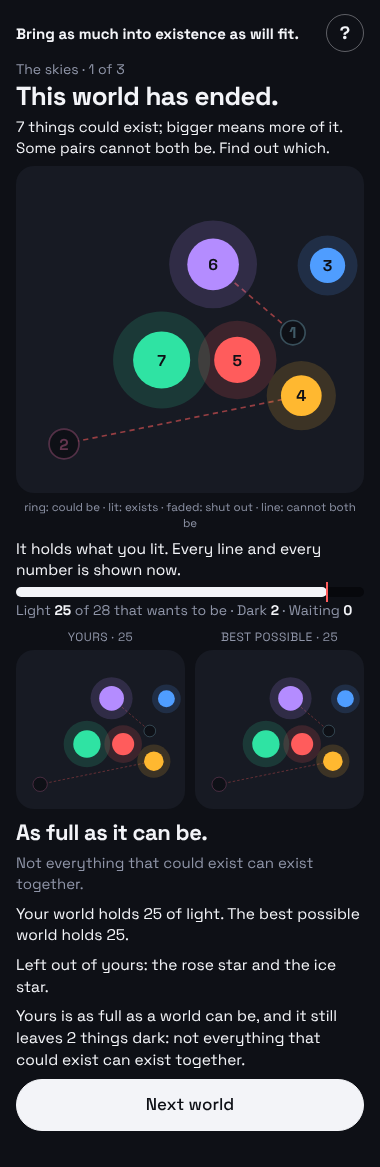 Bring as much into existence as will fit.
?
The skies · 1 of 3
This world has ended.
7 things could exist; bigger means more of it.
Some pairs cannot both be. Find out which.
6
3
1
7
5
4
2
ring: could be · lit: exists · faded: shut out · line: cannot both
be
It holds what you lit. Every line and every
number is shown now.
Light 25 of 28 that wants to be · Dark 2 · Waiting 0
YOURS · 25
BEST POSSIBLE · 25
As full as it can be.
Not everything that could exist can exist
together.
Your world holds 25 of light. The best possible
world holds 25.
Left out of yours: the rose star and the ice
star.
Yours is as full as a world can be, and it still
leaves 2 things dark: not everything that
could exist can exist together.
Next world